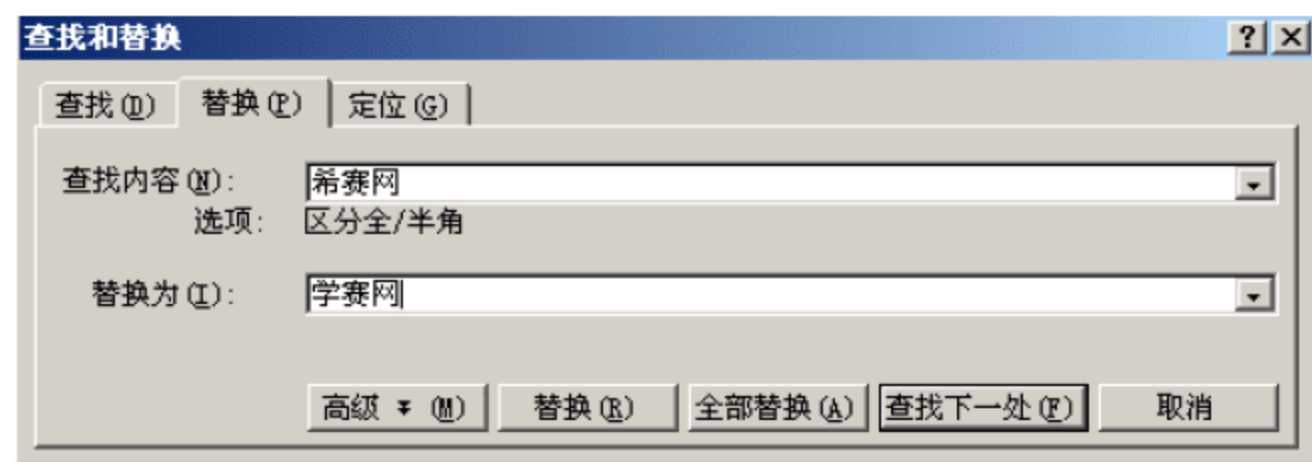 查找和替换
查找(D) 替换(P) 定位(G)
查找内容(N): 希赛网
选项: 区分全/半角
替换为(I): 学赛网
高级 (M) 替换(R) 全部替换(A) 查找下一处(F) 取消